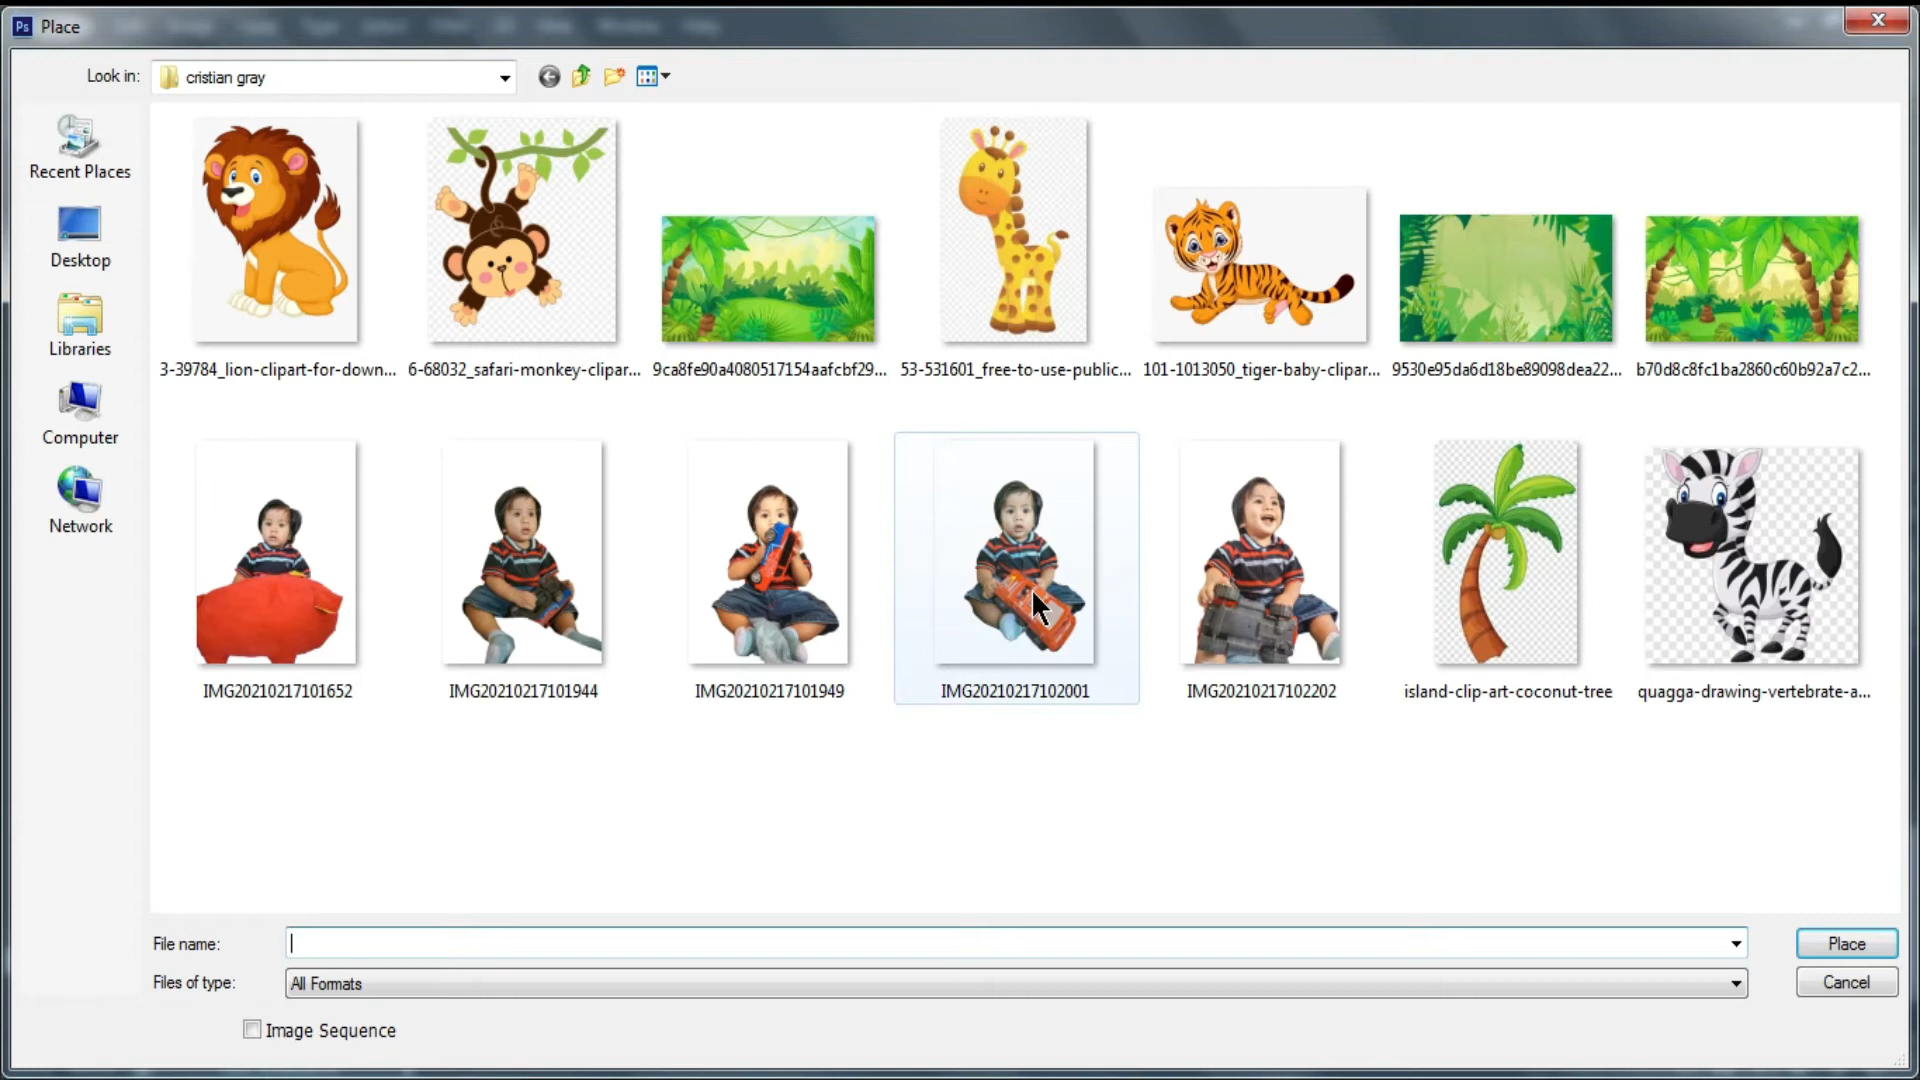 Ps Place
Look in: cristian gray
Recent Places
Desktop
Libraries
Computer
Network
3-39784_lion-clipart-for-down... 6-68032_safari-monkey-clipar... 9ca8fe90a4080517154aafcbf29... 53-531601_free-to-use-public... 101-1013050_tiger-baby-clipar... 9530e95da6d18be89098dea22... b70d8c8fc1ba2860c60b92a7c2...
IMG20210217101652 IMG20210217101944 IMG20210217101949 IMG20210217102001 IMG20210217102202 island-clip-art-coconut-tree quagga-drawing-vertebrate-a...
File name: Place
Files of type: All Formats Cancel
Image Sequence